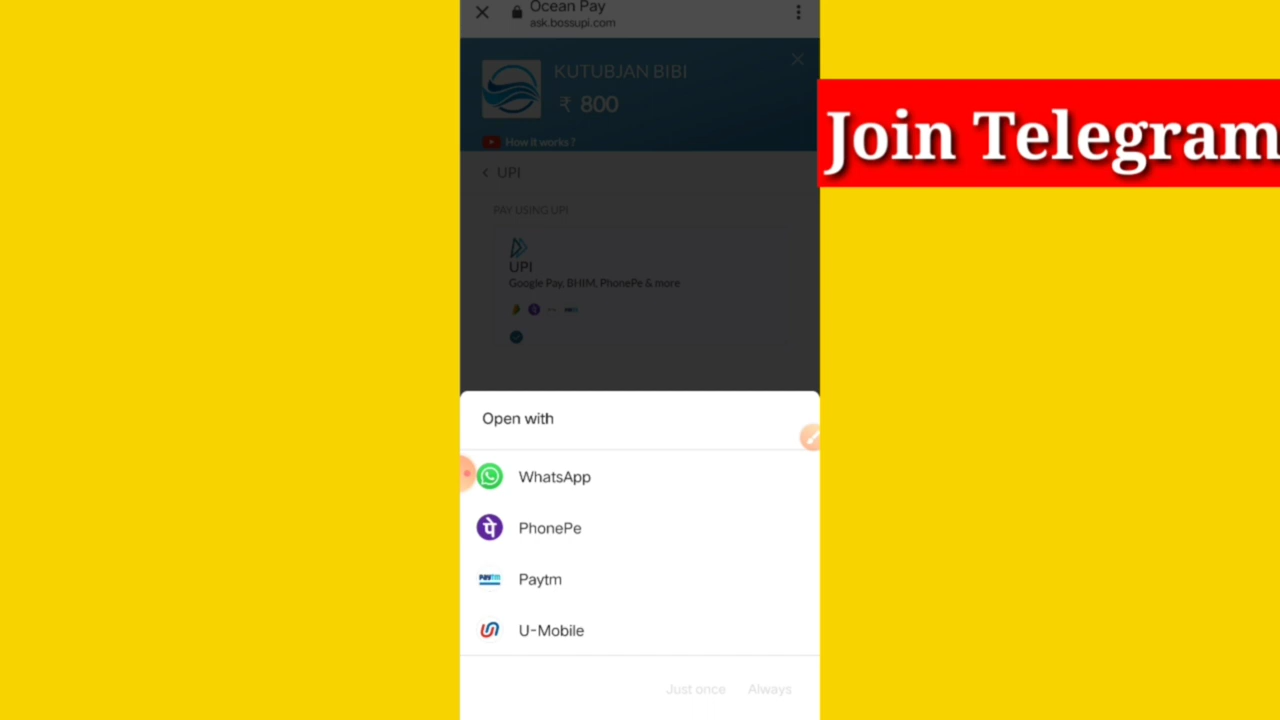 Ocean Pay
ask.bossupi.com
KUTUBJAN BIBI
₹ 800
How it works ?
UPI
PAY USING UPI
UPI
Google Pay, BHIM, PhonePe & more
Join Telegram
Open with
WhatsApp
पे
PhonePe
Paytm
Paytm
U-Mobile
Just once
Always